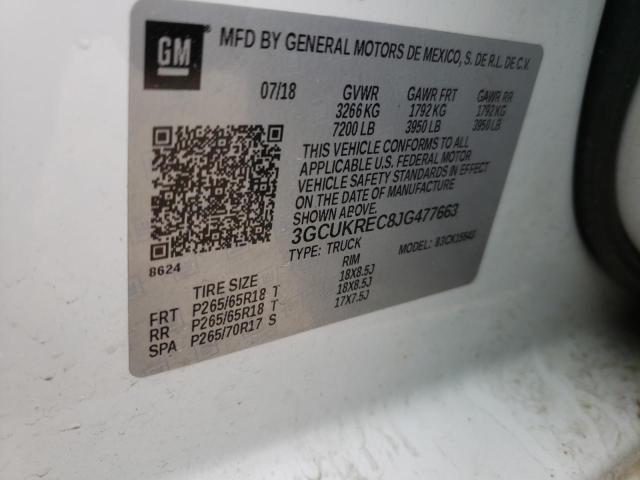 GM
MFD BY GENERAL MOTORS DE MEXICO, S. DE R.L. DE C.V.
07/18 GVWR GAWR FRT GAWR RR
3266 KG 1792 KG 1792 KG
7200 LB 3950 LB 3950 LB
THIS VEHICLE CONFORMS TO ALL
APPLICABLE U.S. FEDERAL MOTOR
VEHICLE SAFETY STANDARDS IN EFFECT
ON THE DATE OF MANUFACTURE
SHOWN ABOVE.
3GCUKREC8JG477663
TYPE: TRUCK MODEL: 83CK15543
8624
TIRE SIZE RIM
FRT P265/65R18 T 18X8.5J
RR P265/65R18 T 18X8.5J
SPA P265/70R17 S 17X7.5J